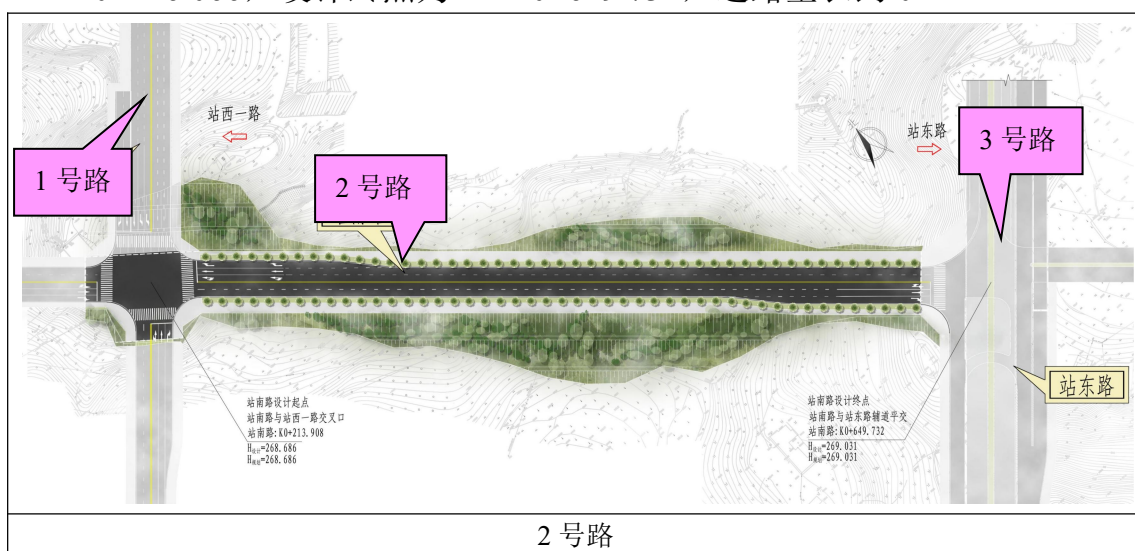 站西一路
站东路
1 号路
2 号路
3 号路
站东路
站南路设计起点
站南路与站西一路交叉口
站南路:K0+213.908
H设计=268.686
H规划=268.686
站南路设计终点
站南路与站东路辅道平交
站南路:K0+649.732
H设计=269.031
H规划=269.031
2 号路